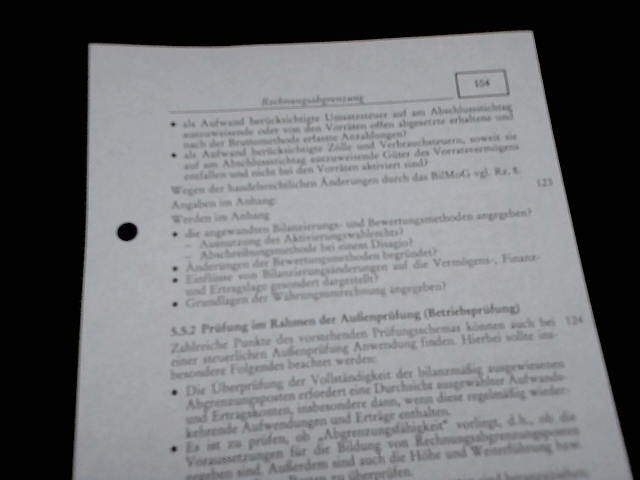 Rechnungsabgrenzung
104
• als Aufwand berücksichtigte Umsatzsteuer auf am Abschlussstichtag
auszuweisende oder von den Vorräten offen abgesetzte erhaltene und
nach der Bruttomethode erfasste Anzahlungen?
• als Aufwand berücksichtigte Zölle und Verbrauchsteuern, soweit sie
auf am Abschlussstichtag auszuweisende Güter des Vorratsvermögens
entfallen und nicht bei den Vorräten aktiviert sind?
Wegen der handelsrechtlichen Änderungen durch das BilMoG vgl. Rz. 8.
Angaben im Anhang: 123
Werden im Anhang
• die angewandten Bilanzierungs- und Bewertungsmethoden angegeben?
– Ausnutzung des Aktivierungswahlrechts?
– Abschreibungsmethode bei einem Disagio?
• Änderungen der Bewertungsmethoden begründet?
• Einflüsse von Bilanzierungsänderungen auf die Vermögens-, Finanz-
und Ertragslage gesondert dargestellt?
• Grundlagen der Währungsumrechnung angegeben?
5.5.2 Prüfung im Rahmen der Außenprüfung (Betriebsprüfung)
Zahlreiche Punkte des vorstehenden Prüfungsschemas können auch bei 124
einer steuerlichen Außenprüfung Anwendung finden. Hierbei sollte ins-
besondere Folgendes beachtet werden:
• Die Überprüfung der Vollständigkeit der bilanzmäßig ausgewiesenen
Abgrenzungsposten erfordert eine Durchsicht ausgewählter Aufwands-
und Ertragskonten, insbesondere dann, wenn diese regelmäßig wieder-
kehrende Aufwendungen und Erträge enthalten.
• Es ist zu prüfen, ob „Abgrenzungsfähigkeit" vorliegt, d.h., ob die
Voraussetzungen für die Bildung von Rechnungsabgrenzungsposten
gegeben sind. Außerdem sind auch die Höhe und Weiterführung bzw.
Posten zu überprüfen.